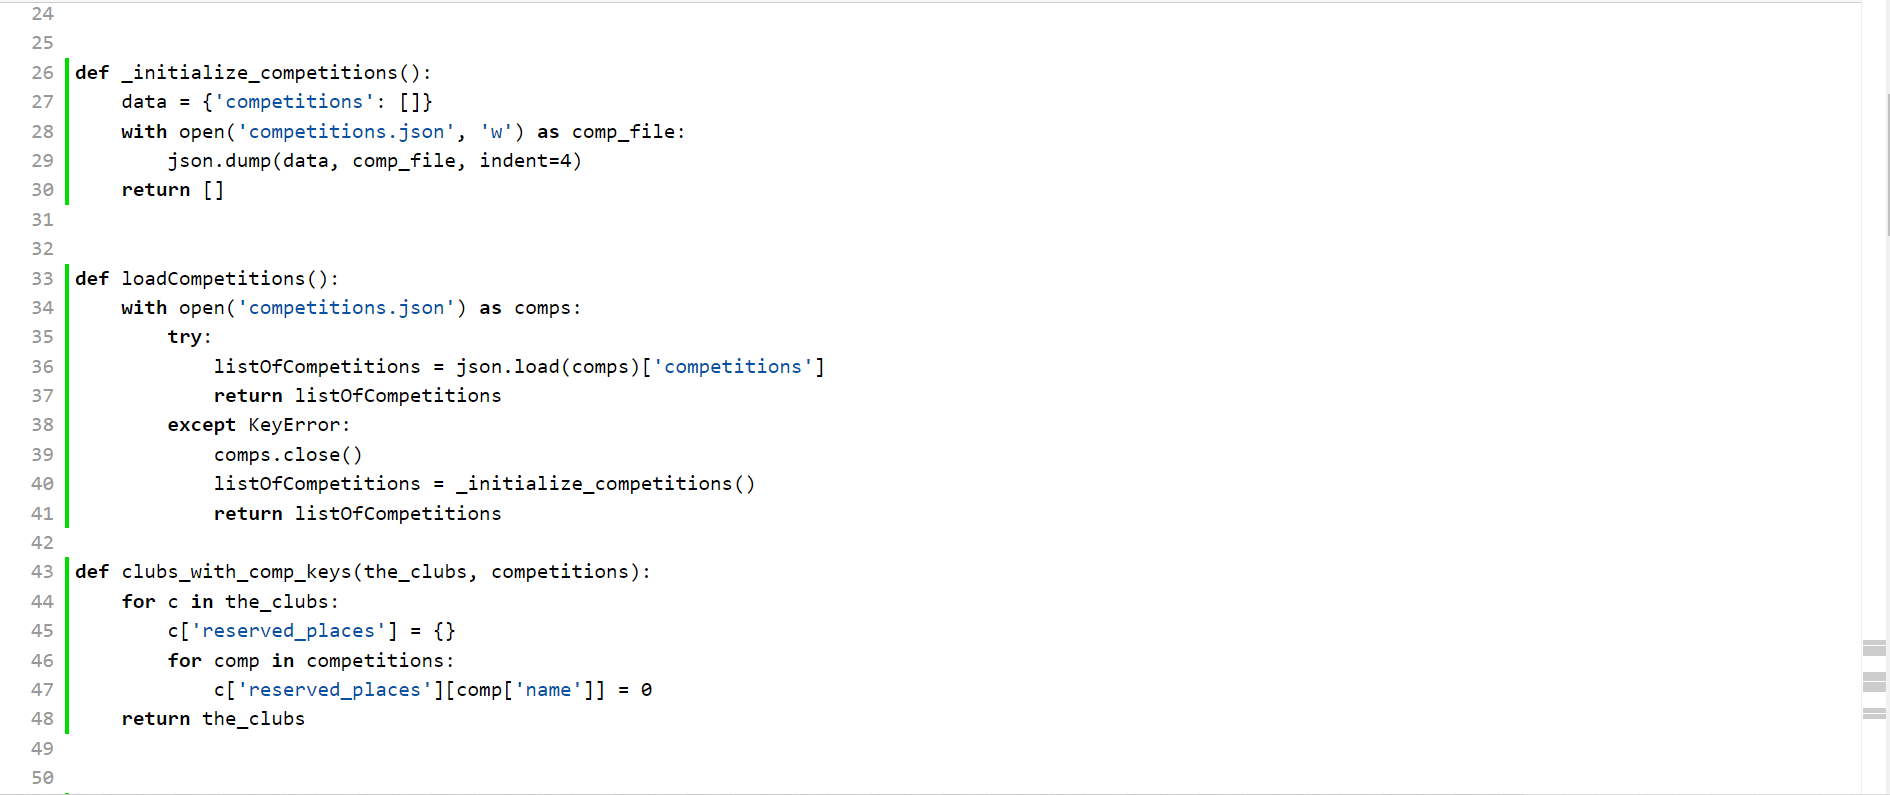 24
25
26 def _initialize_competitions():
27     data = {'competitions': []}
28     with open('competitions.json', 'w') as comp_file:
29         json.dump(data, comp_file, indent=4)
30     return []
31
32
33 def loadCompetitions():
34     with open('competitions.json') as comps:
35         try:
36             listOfCompetitions = json.load(comps)['competitions']
37             return listOfCompetitions
38         except KeyError:
39             comps.close()
40             listOfCompetitions = _initialize_competitions()
41             return listOfCompetitions
42
43 def clubs_with_comp_keys(the_clubs, competitions):
44     for c in the_clubs:
45         c['reserved_places'] = {}
46         for comp in competitions:
47             c['reserved_places'][comp['name']] = 0
48     return the_clubs
49
50